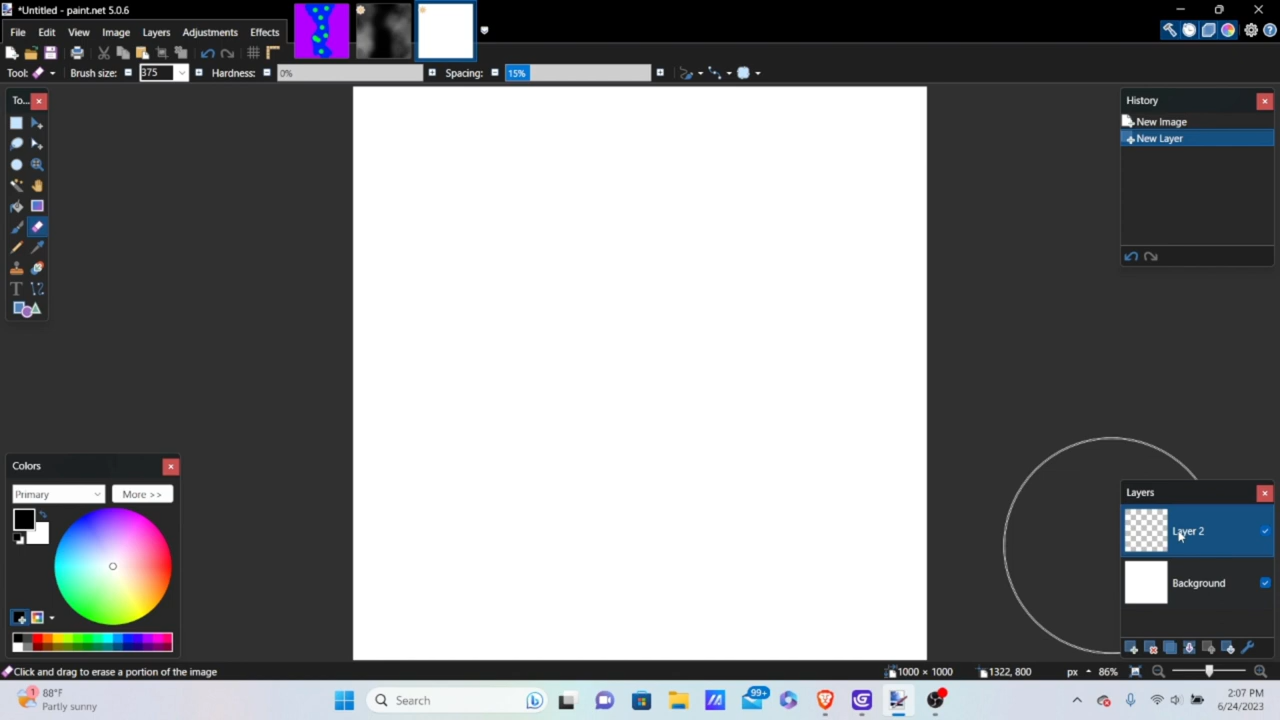 *Untitled - paint.net 5.0.6
File Edit View Image Layers Adjustments Effects
Tool: Brush size: 375 Hardness: 0% Spacing: 15%
To...
History
New Image
New Layer
Colors
Primary More >>
Layers
Layer 2
Background
Click and drag to erase a portion of the image 1000 × 1000 1322, 800 px 86%
1 88°F
Partly sunny
Search
99+
2:07 PM
6/24/2023